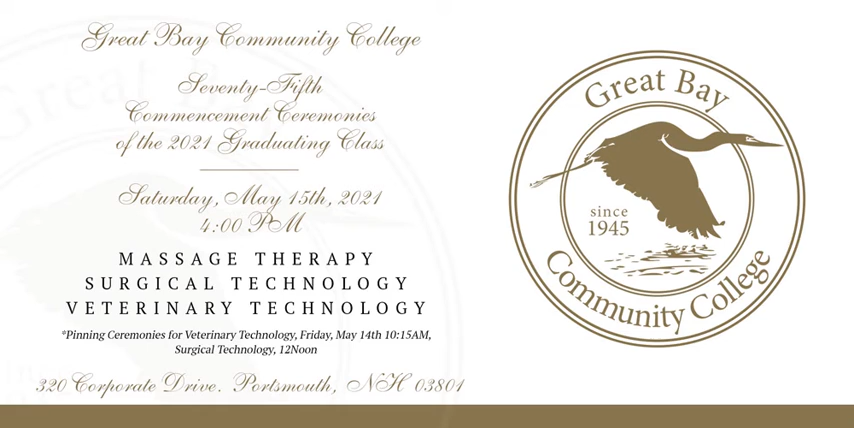 Great Bay Community College
Seventy-Fifth
Commencement Ceremonies
of the 2021 Graduating Class
Saturday, May 15th, 2021
4:00 PM
MASSAGE THERAPY
SURGICAL TECHNOLOGY
VETERINARY TECHNOLOGY
*Pinning Ceremonies for Veterinary Technology, Friday, May 14th 10:15AM,
Surgical Technology, 12Noon
320 Corporate Drive. Portsmouth, NH 03801
Great Bay
since
1945
Community College